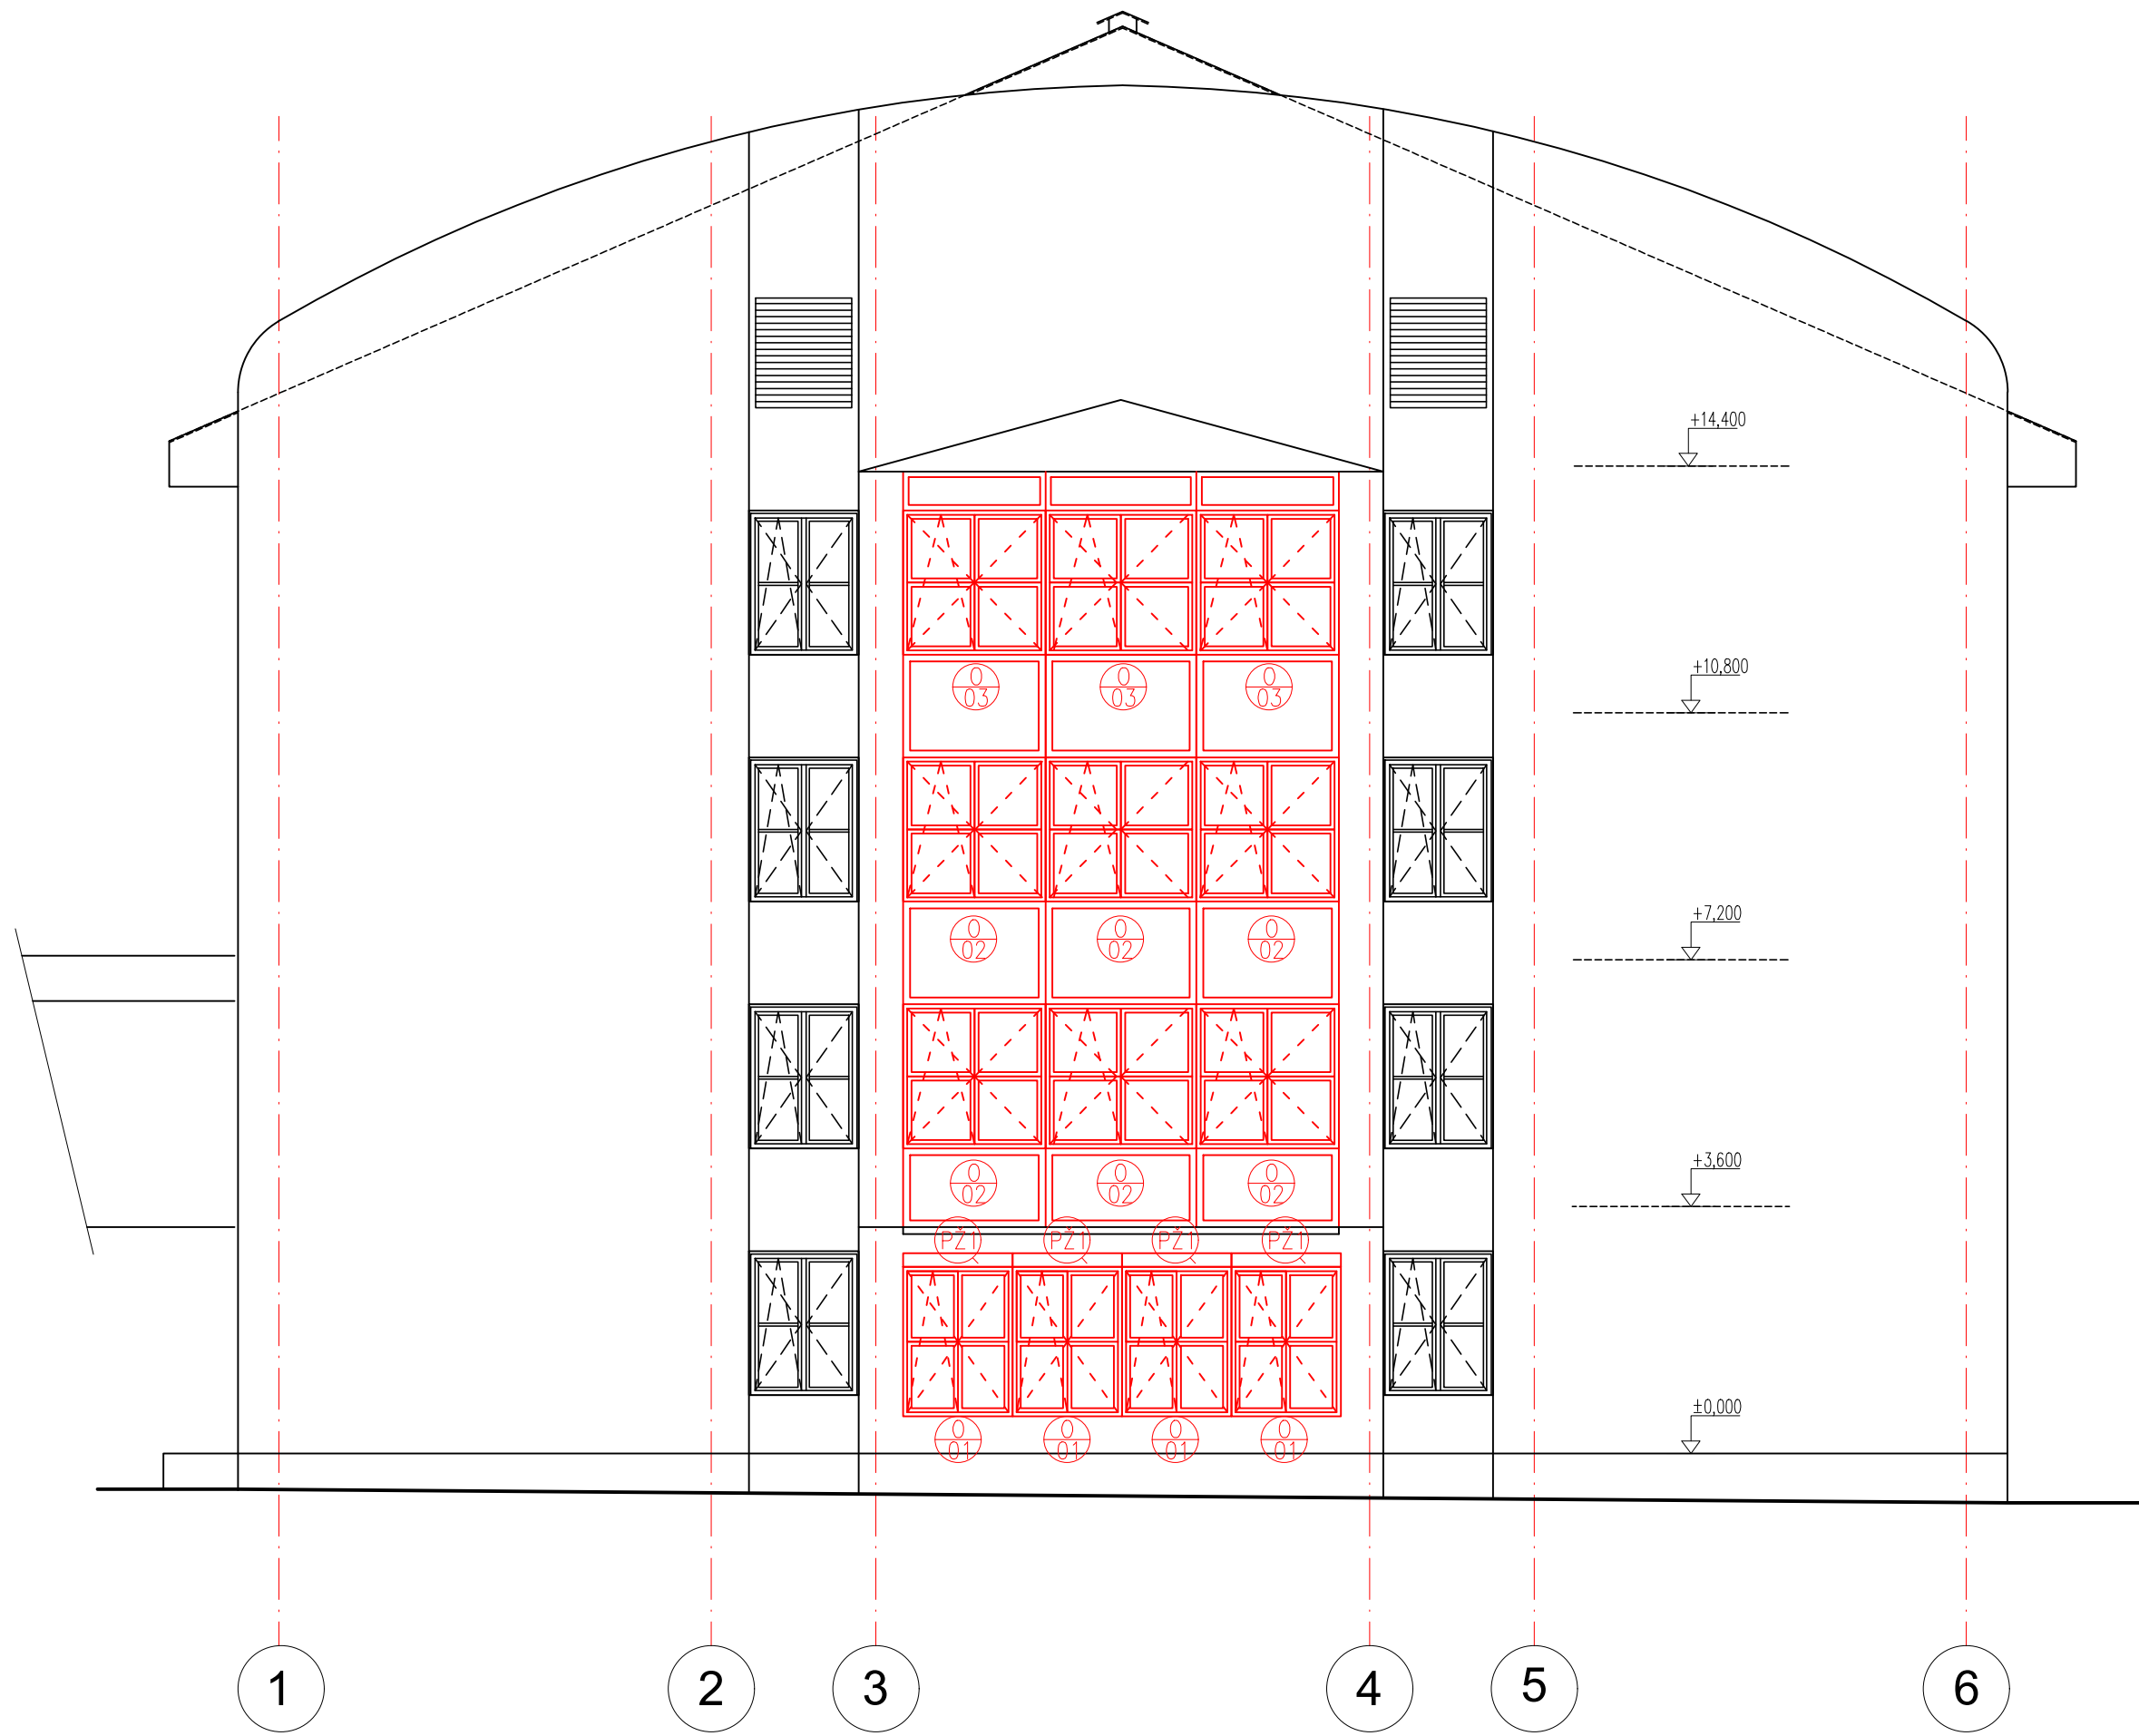 +14,400
+10,800
O O O
03 03 03
+7,200
O O O
02 02 02
+3,600
O O O
02 02 02
PŽ1 PŽ1 PŽ1 PŽ1
±0,000
O O O O
01 01 01 01
1 2 3 4 5 6